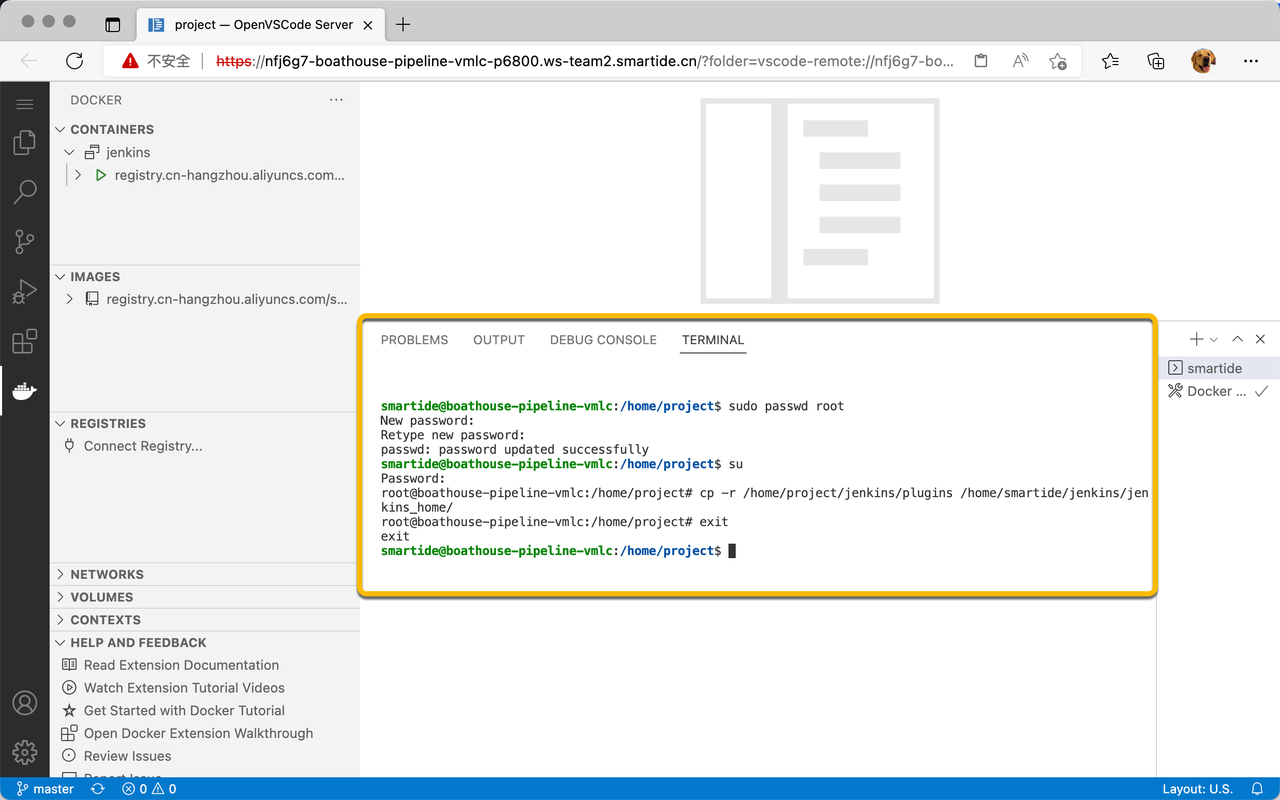 project — OpenVSCode Server
不安全
https://nfj6g7-boathouse-pipeline-vmlc-p6800.ws-team2.smartide.cn/?folder=vscode-remote://nfj6g7-bo...
DOCKER
CONTAINERS
jenkins
registry.cn-hangzhou.aliyuncs.com...
IMAGES
registry.cn-hangzhou.aliyuncs.com/s...
REGISTRIES
Connect Registry...
NETWORKS
VOLUMES
CONTEXTS
HELP AND FEEDBACK
Read Extension Documentation
Watch Extension Tutorial Videos
Get Started with Docker Tutorial
Open Docker Extension Walkthrough
Review Issues
Report Issue
PROBLEMS OUTPUT DEBUG CONSOLE TERMINAL
smartide@boathouse-pipeline-vmlc:/home/project$ sudo passwd root
New password:
Retype new password:
passwd: password updated successfully
smartide@boathouse-pipeline-vmlc:/home/project$ su
Password:
root@boathouse-pipeline-vmlc:/home/project# cp -r /home/project/jenkins/plugins /home/smartide/jenkins/jen
kins_home/
root@boathouse-pipeline-vmlc:/home/project# exit
exit
smartide@boathouse-pipeline-vmlc:/home/project$
smartide
Docker ...
master
0 0
Layout: U.S.